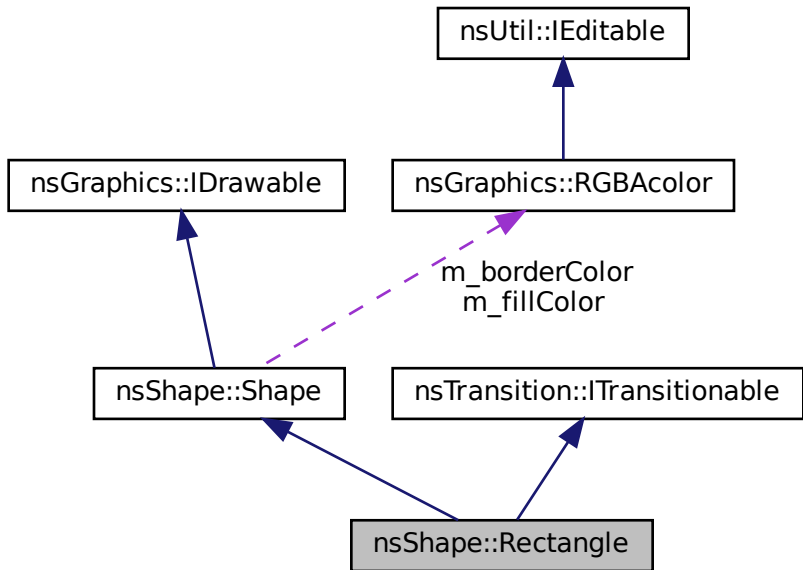 nsUtil::IEditable
nsGraphics::IDrawable
nsGraphics::RGBAcolor
m_borderColor
m_fillColor
nsShape::Shape
nsTransition::ITransitionable
nsShape::Rectangle